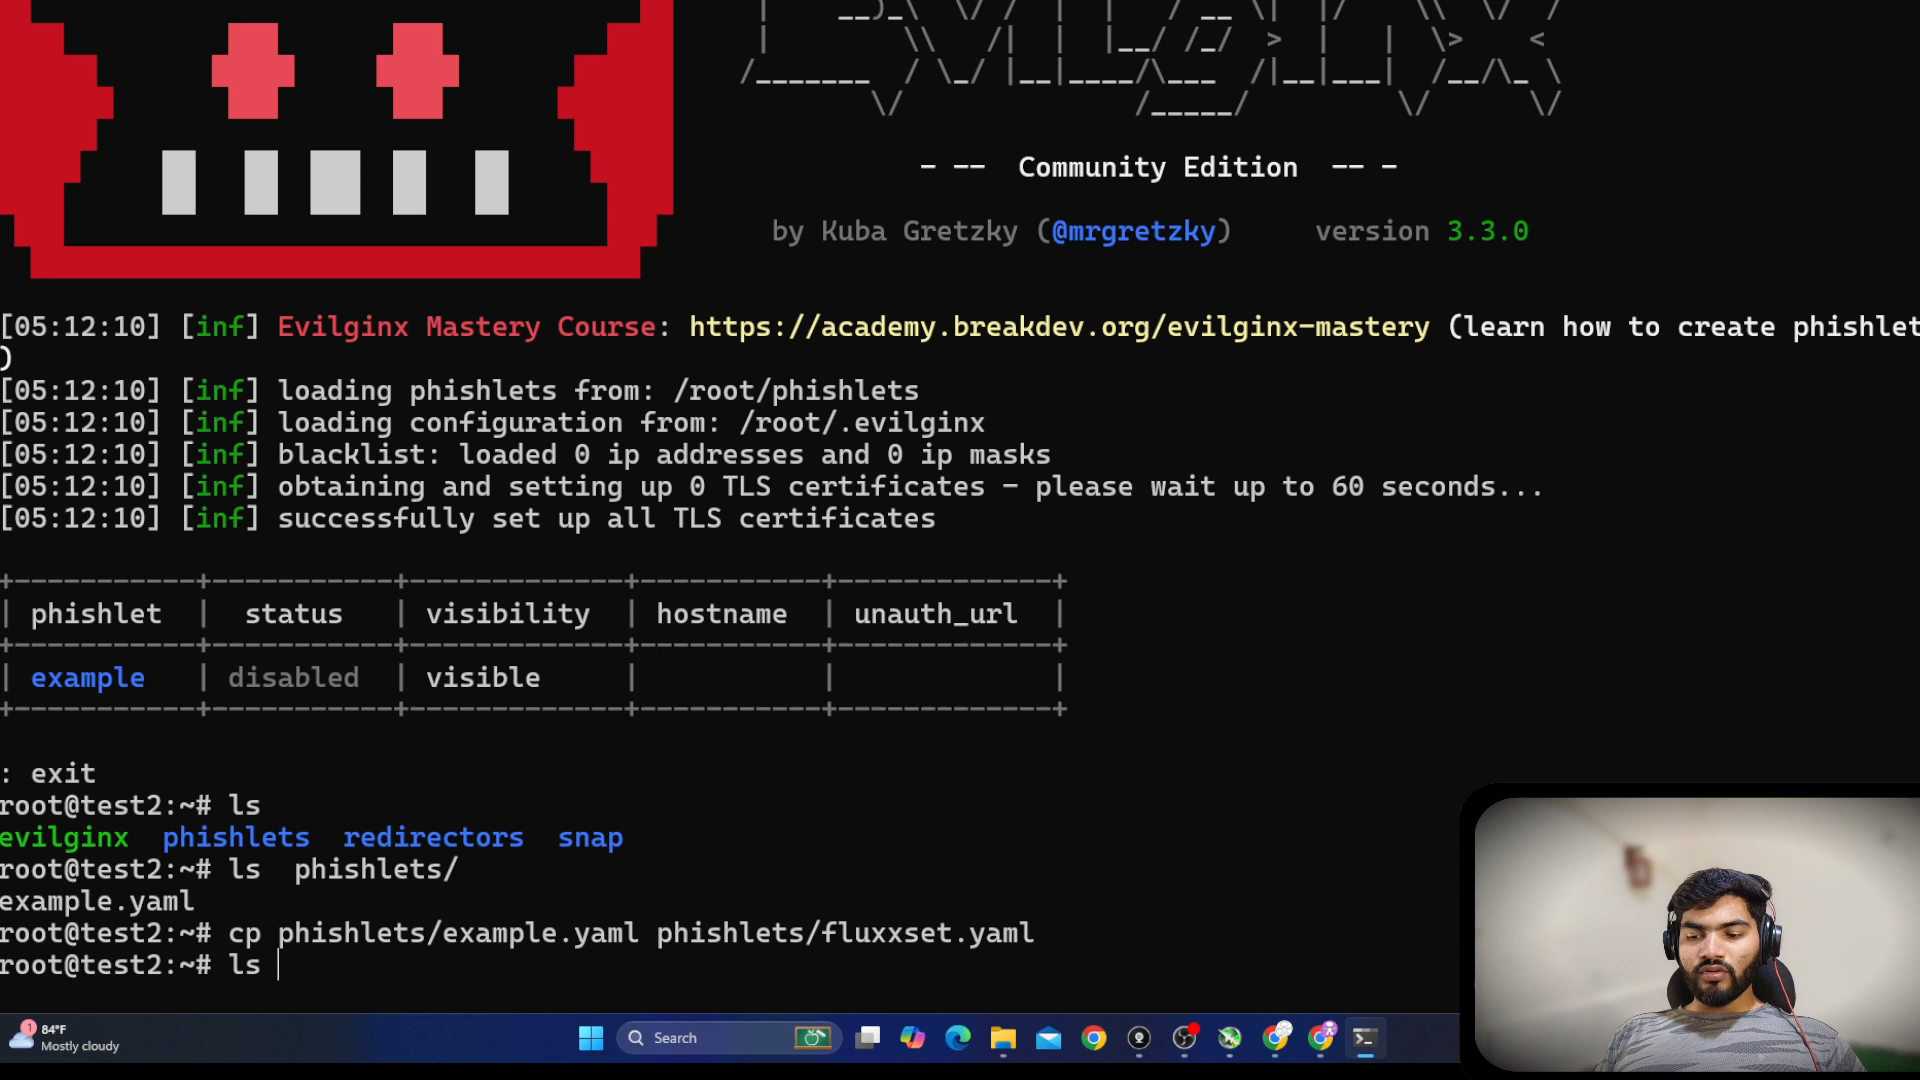 - -- Community Edition -- -
by Kuba Gretzky (@mrgretzky) version 3.3.0
[05:12:10] [inf] Evilginx Mastery Course: https://academy.breakdev.org/evilginx-mastery (learn how to create phishlet
)
[05:12:10] [inf] loading phishlets from: /root/phishlets
[05:12:10] [inf] loading configuration from: /root/.evilginx
[05:12:10] [inf] blacklist: loaded 0 ip addresses and 0 ip masks
[05:12:10] [inf] obtaining and setting up 0 TLS certificates - please wait up to 60 seconds...
[05:12:10] [inf] successfully set up all TLS certificates
+-----------+-----------+-------------+-----------+-------------+
| phishlet | status | visibility | hostname | unauth_url |
+-----------+-----------+-------------+-----------+-------------+
| example | disabled | visible | | |
+-----------+-----------+-------------+-----------+-------------+
: exit
root@test2:~# ls
evilginx phishlets redirectors snap
root@test2:~# ls phishlets/
example.yaml
root@test2:~# cp phishlets/example.yaml phishlets/fluxxset.yaml
root@test2:~# ls
1
84°F
Mostly cloudy
Search